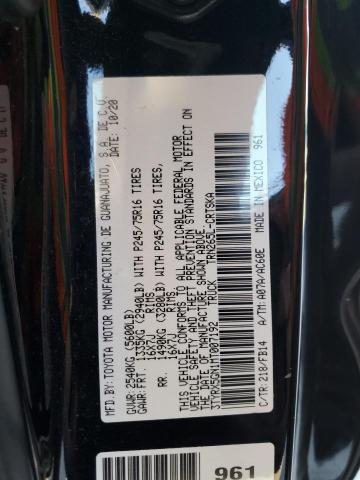 MFD.BY:TOYOTA MOTOR MANUFACTURING DE GUANAJUATO, S.A. DE C.V.
DATE: 10/20
GVWR:2540KG (5600LB)
GAWR:FRT. 1335KG (2940LB) WITH P245/75R16 TIRES
16X7J RIMS,
RR. 1490KG (3280LB) WITH P245/75R16 TIRES,
16X7J RIMS,
THIS VEHICLE CONFORMS TO ALL APPLICABLE FEDERAL MOTOR
VEHICLE SAFETY AND THEFT PREVENTION STANDARDS IN EFFECT ON
THE DATE OF MANUFACTURE SHOWN ABOVE.
3TYRX5GN1MT007192 TRUCK TRN265L-CRTSKA
C/TR:218/FB14 A/TM:A07A/AC60E MADE IN MEXICO 961
961